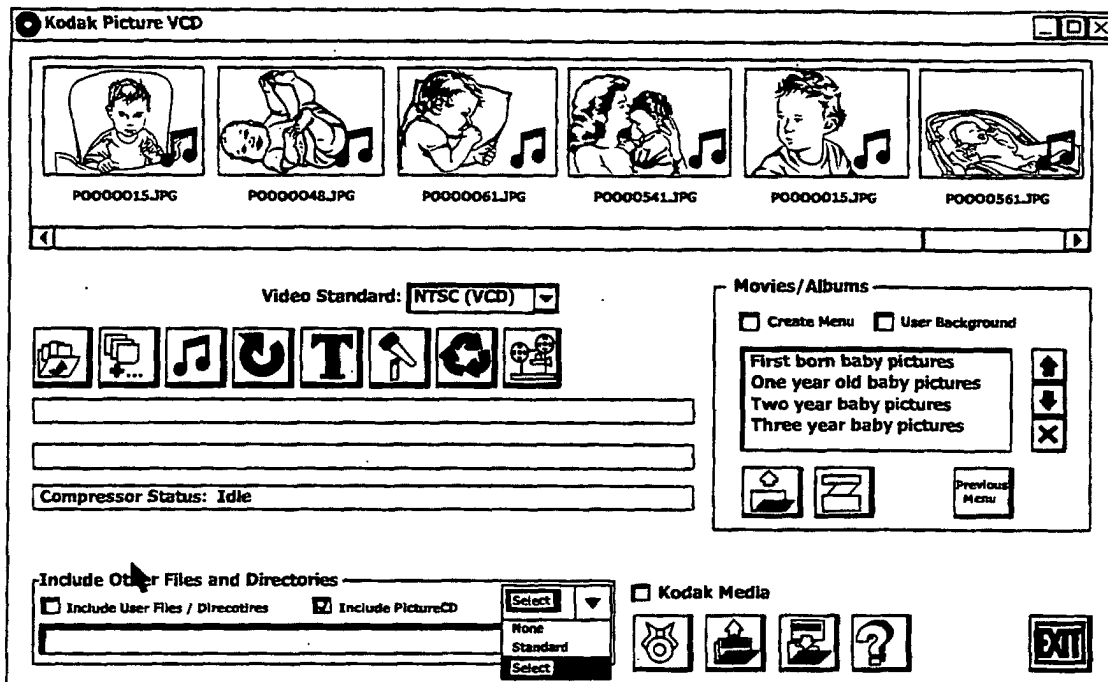 Kodak Picture VCD
P0000015.JPG P0000048.JPG P0000061.JPG P0000541.JPG P0000015.JPG P0000561.JPG
Video Standard: NTSC (VCD)
T
Compressor Status: Idle
Movies/Albums
Create Menu User Background
First born baby pictures
One year old baby pictures
Two year baby pictures
Three year baby pictures
Previous
Menu
Include Other Files and Directories
Include User Files / Direcotires Include PictureCD
Select
None
Standard
Select
Kodak Media
?
EXIT